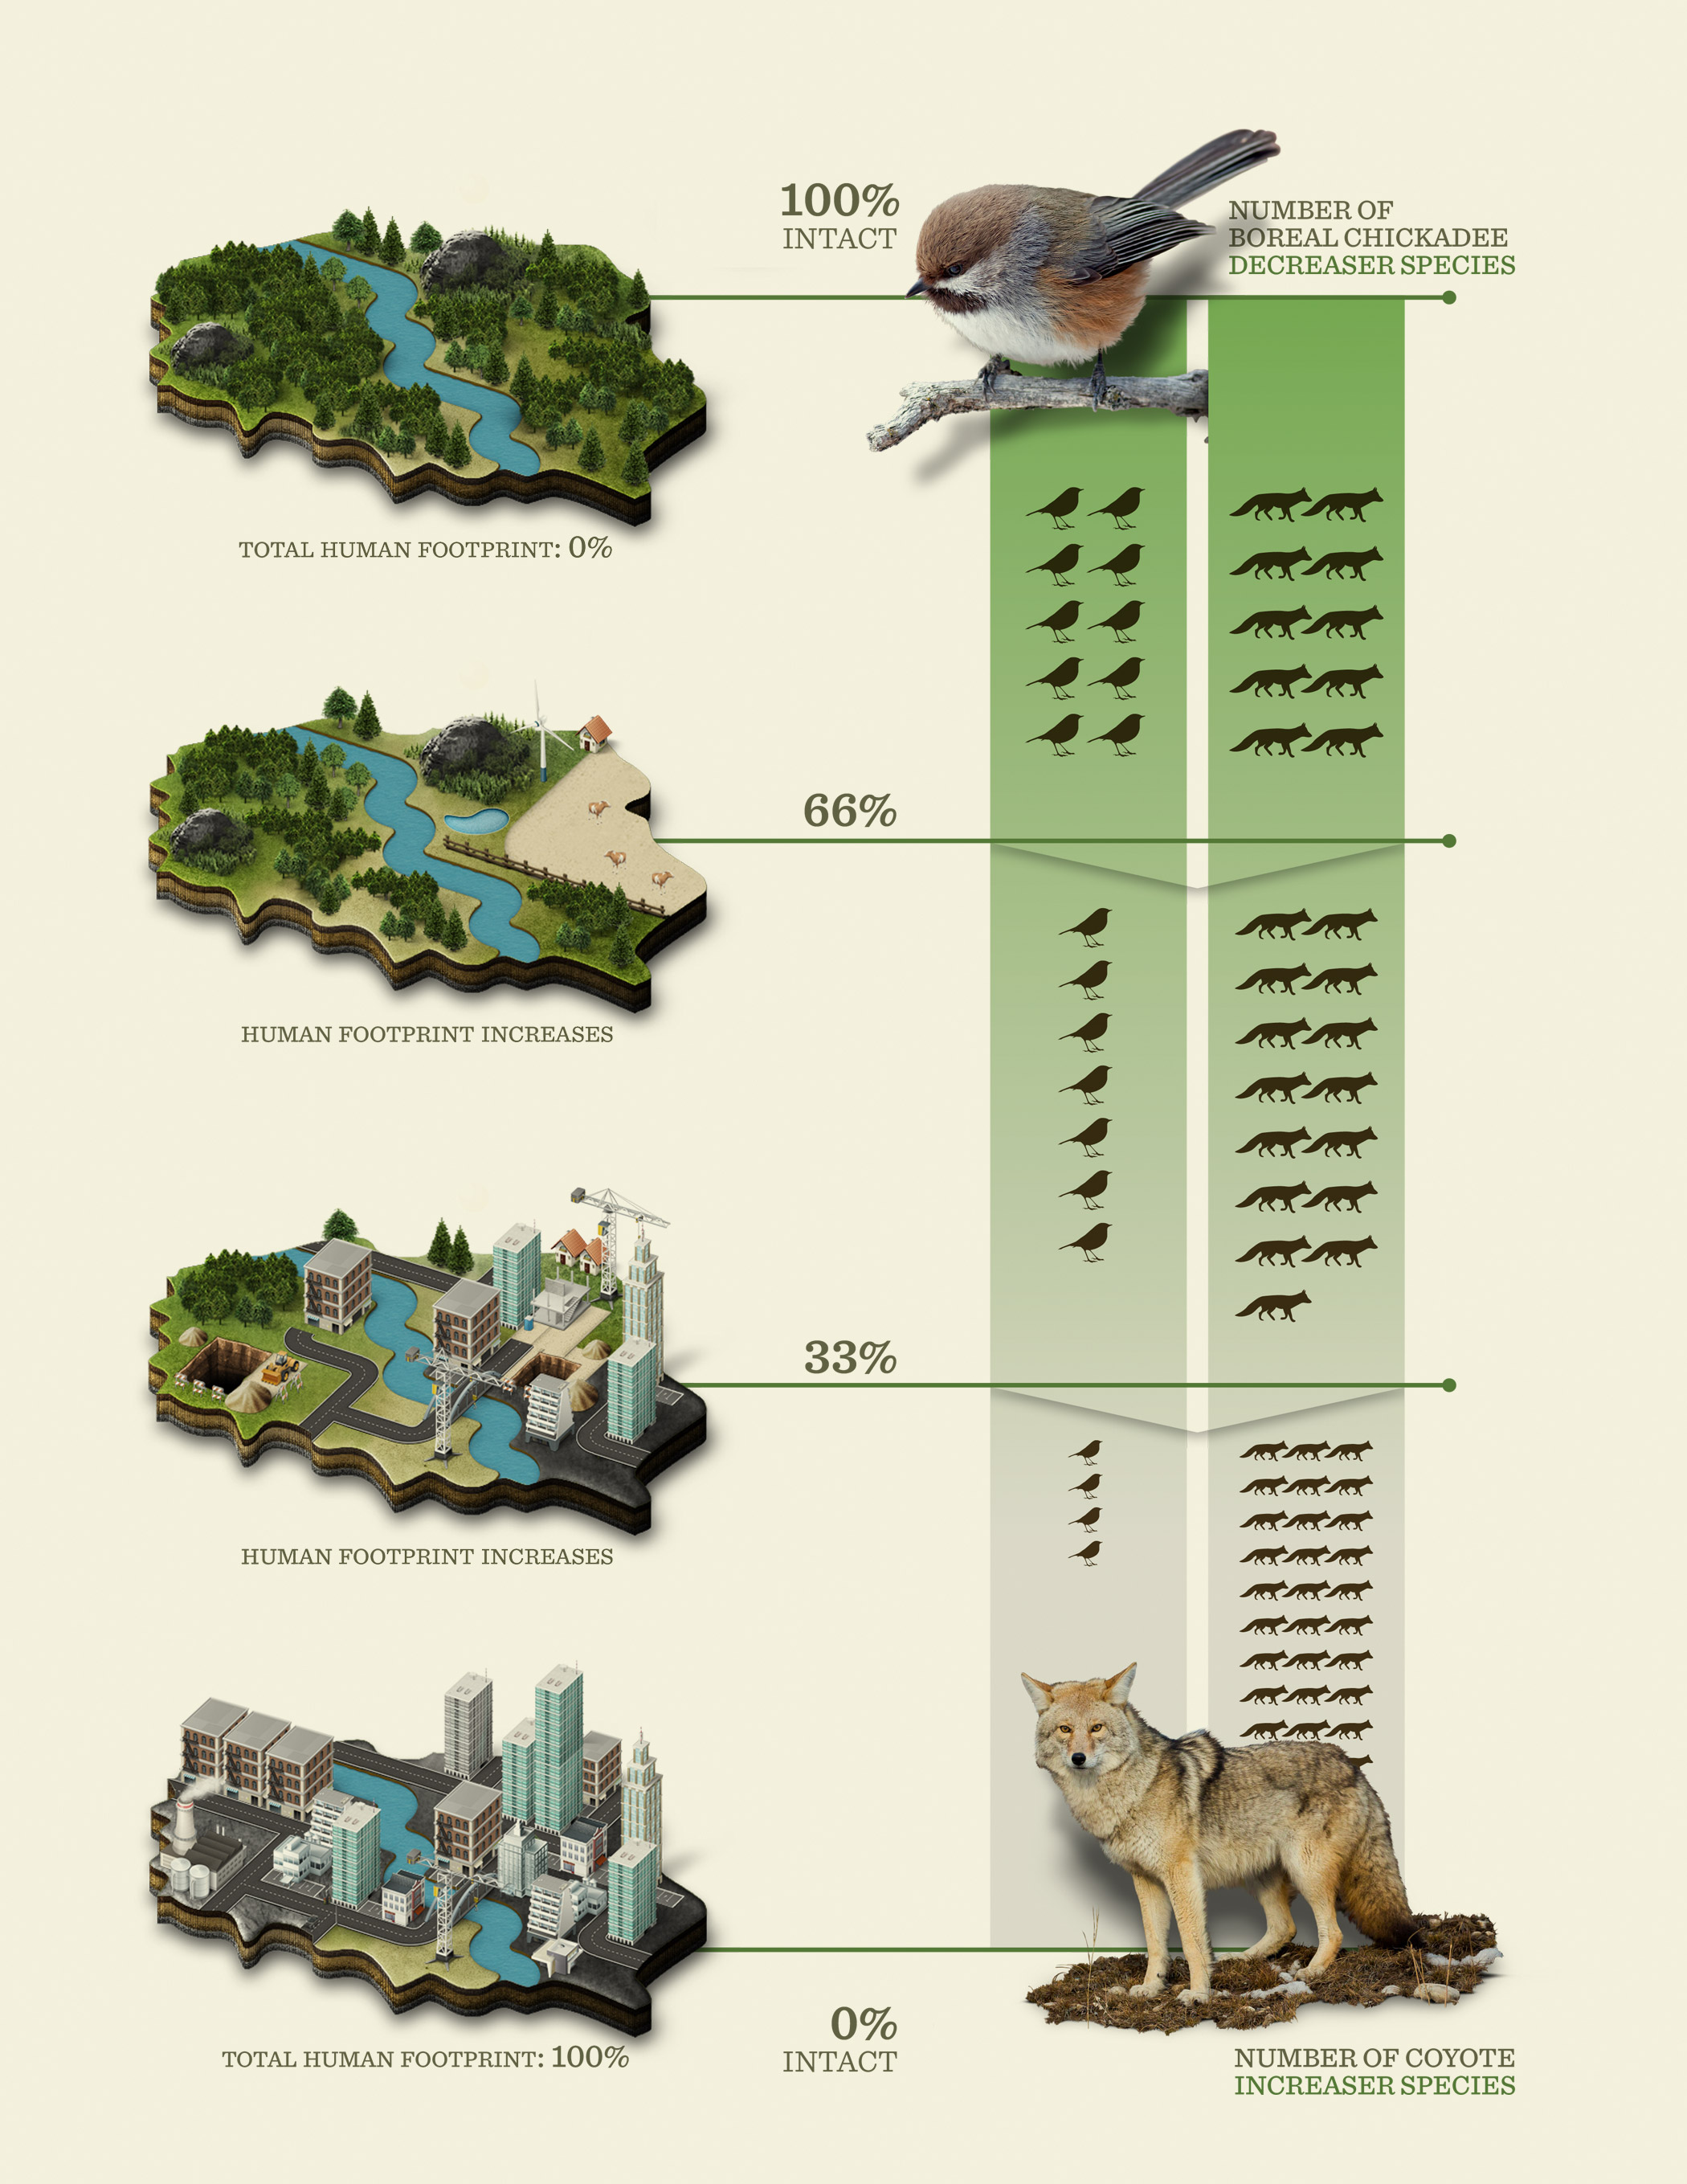 100%
INTACT
NUMBER OF
BOREAL CHICKADEE
DECREASER SPECIES
TOTAL HUMAN FOOTPRINT: 0%
66%
HUMAN FOOTPRINT INCREASES
33%
HUMAN FOOTPRINT INCREASES
0%
INTACT
TOTAL HUMAN FOOTPRINT: 100%
NUMBER OF COYOTE
INCREASER SPECIES